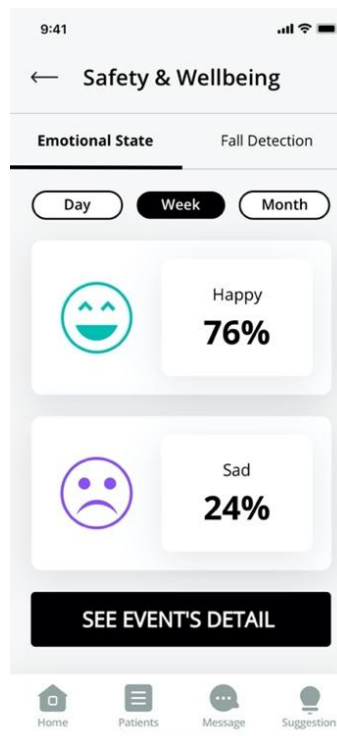 9:41
Safety & Wellbeing
Emotional State Fall Detection
Day Week Month
Happy
76%
Sad
24%
SEE EVENT'S DETAIL
Home Patients Message Suggestion